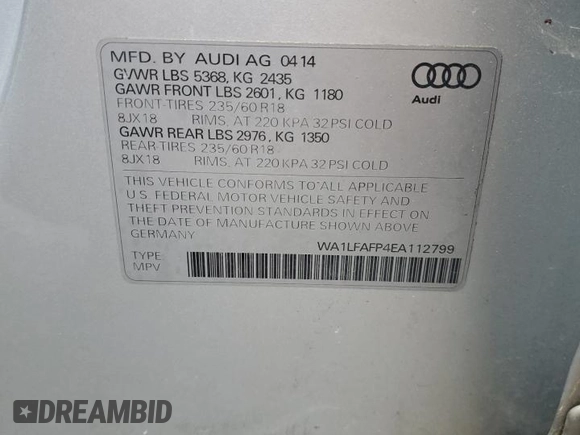 MFD. BY AUDI AG 0414
GVWR LBS 5368, KG 2435
GAWR FRONT LBS 2601, KG 1180
FRONT-TIRES 235/60 R18
8JX18 RIMS, AT 220 KPA 32 PSI COLD
GAWR REAR LBS 2976, KG 1350
REAR-TIRES 235/60 R18
8JX18 RIMS, AT 220 KPA 32 PSI COLD
Audi
THIS VEHICLE CONFORMS TO ALL APPLICABLE
U.S. FEDERAL MOTOR VEHICLE SAFETY AND
THEFT PREVENTION STANDARDS IN EFFECT ON
THE DATE OF MANUFACTURE SHOWN ABOVE
GERMANY
WA1LFAFP4EA112799
TYPE:
MPV
DREAMBID